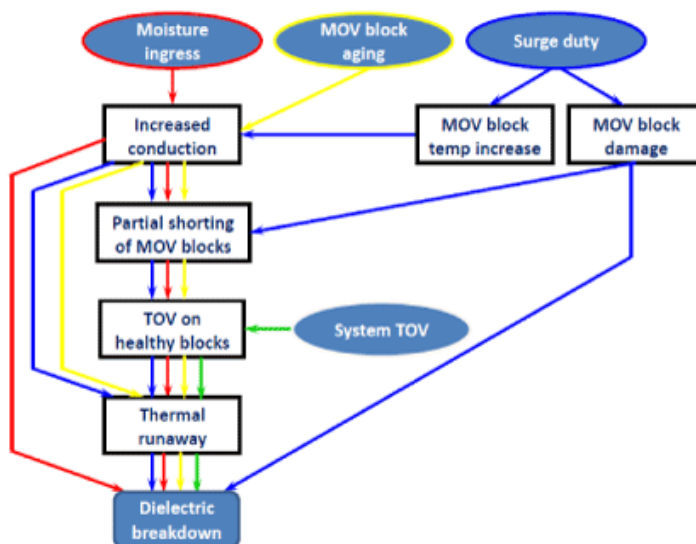 Moisture
ingress
MOV block
aging
Surge duty
Increased
conduction
MOV block
temp increase
MOV block
damage
Partial shorting
of MOV blocks
TOV on
healthy blocks
System TOV
Thermal
runaway
Dielectric
breakdown